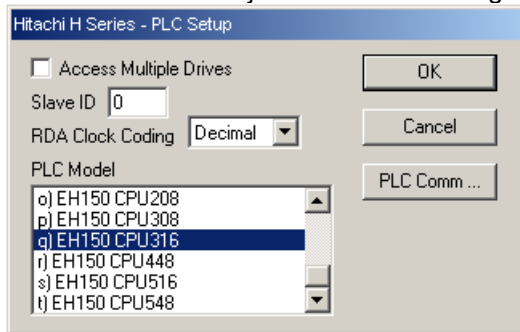 Hitachi H Series - PLC Setup
Access Multiple Drives
OK
Slave ID 0
RDA Clock Coding Decimal
Cancel
PLC Model
PLC Comm ...
o) EH150 CPU208
p) EH150 CPU308
q) EH150 CPU316
r) EH150 CPU448
s) EH150 CPU516
t) EH150 CPU548